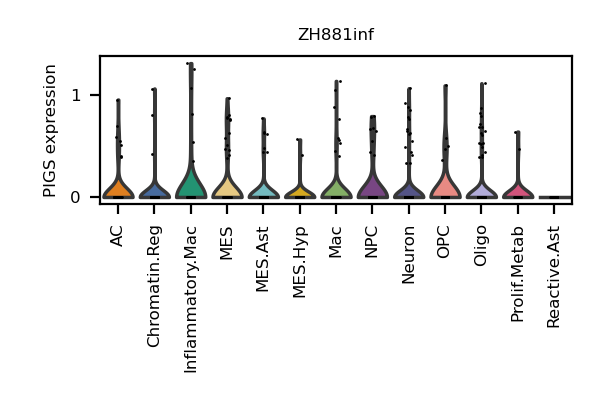 ZH881inf
PIGS expression
1
0
AC
Chromatin.Reg
Inflammatory.Mac
MES
MES.Ast
MES.Hyp
Mac
NPC
Neuron
OPC
Oligo
Prolif.Metab
Reactive.Ast